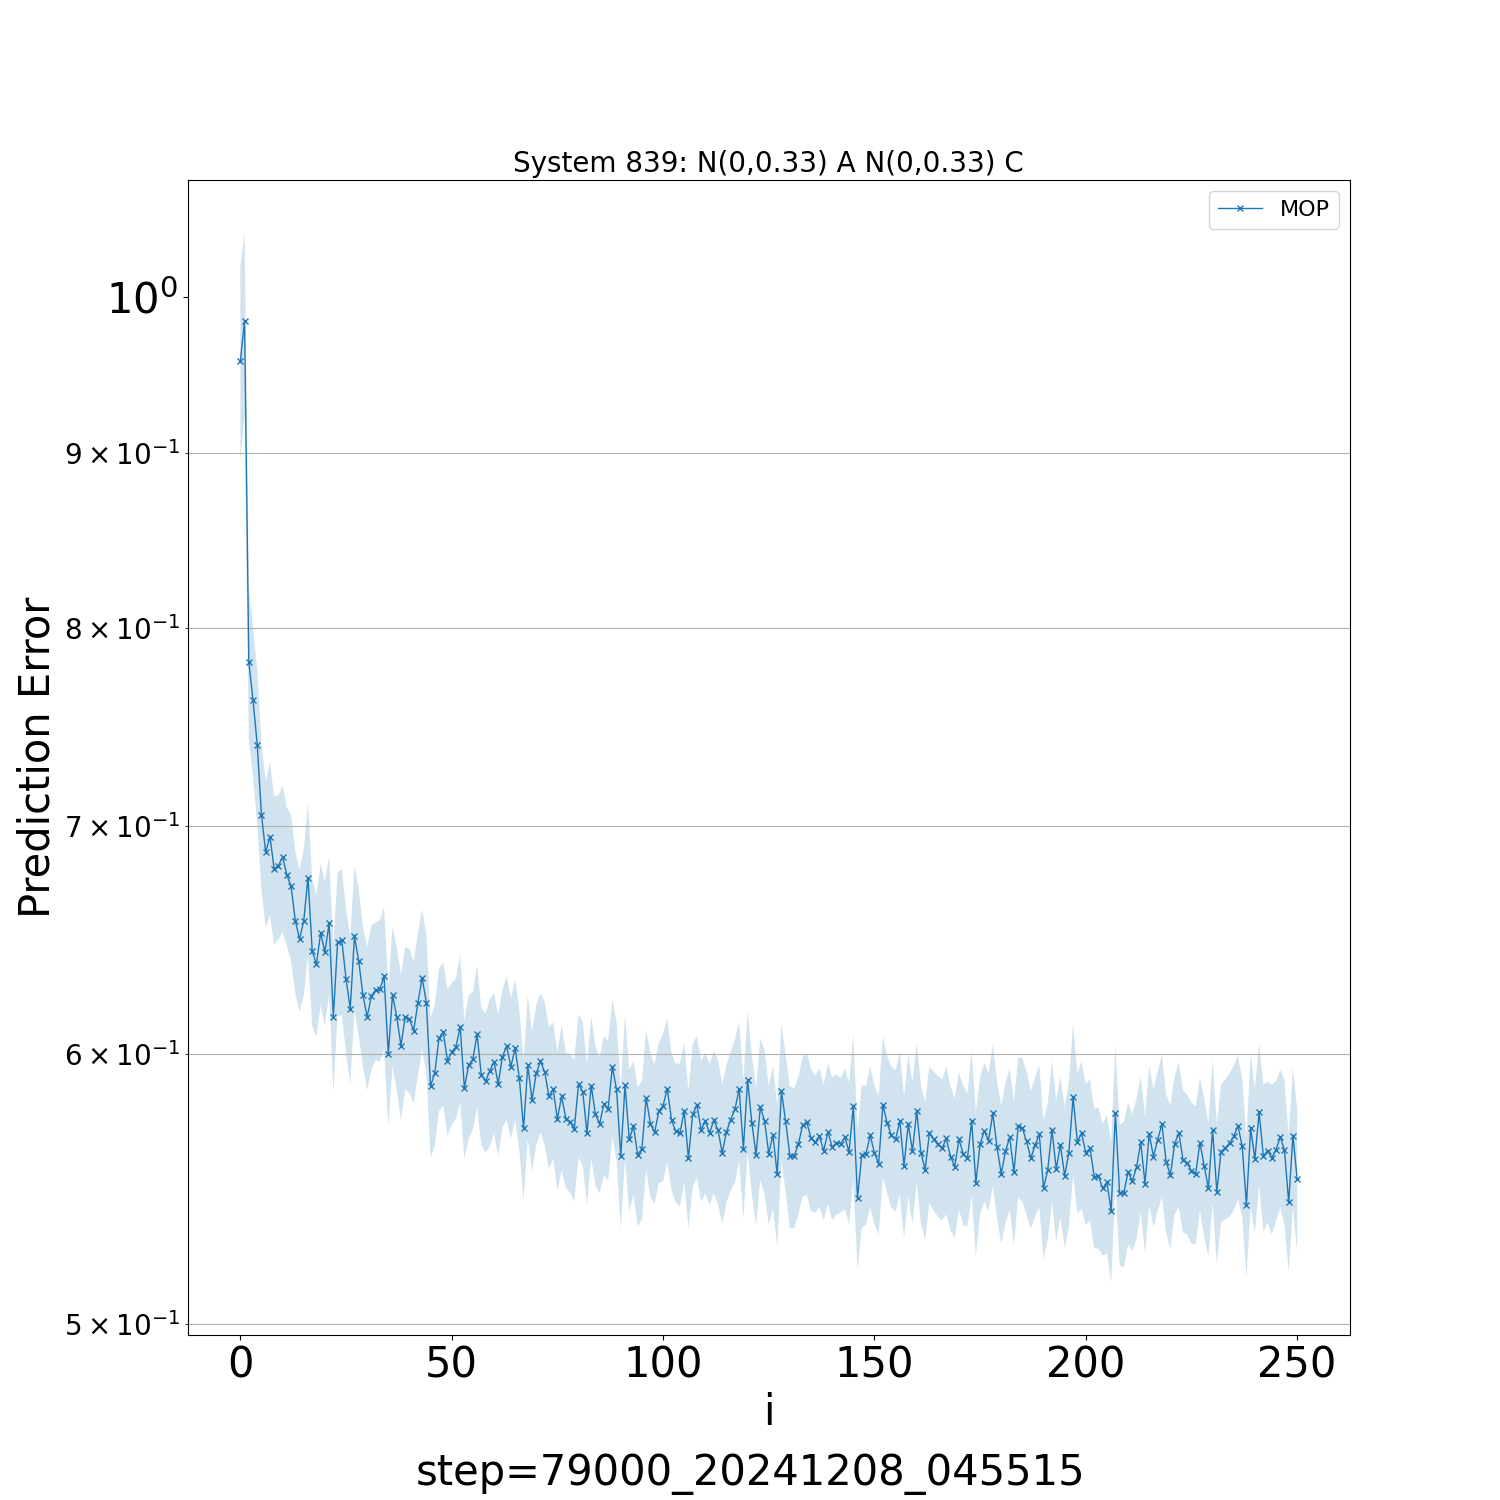 System 839: N(0,0.33) A N(0,0.33) C
MOP
10⁰
9 × 10⁻¹
8 × 10⁻¹
7 × 10⁻¹
6 × 10⁻¹
5 × 10⁻¹
Prediction Error
0 50 100 150 200 250
i
step=79000_20241208_045515